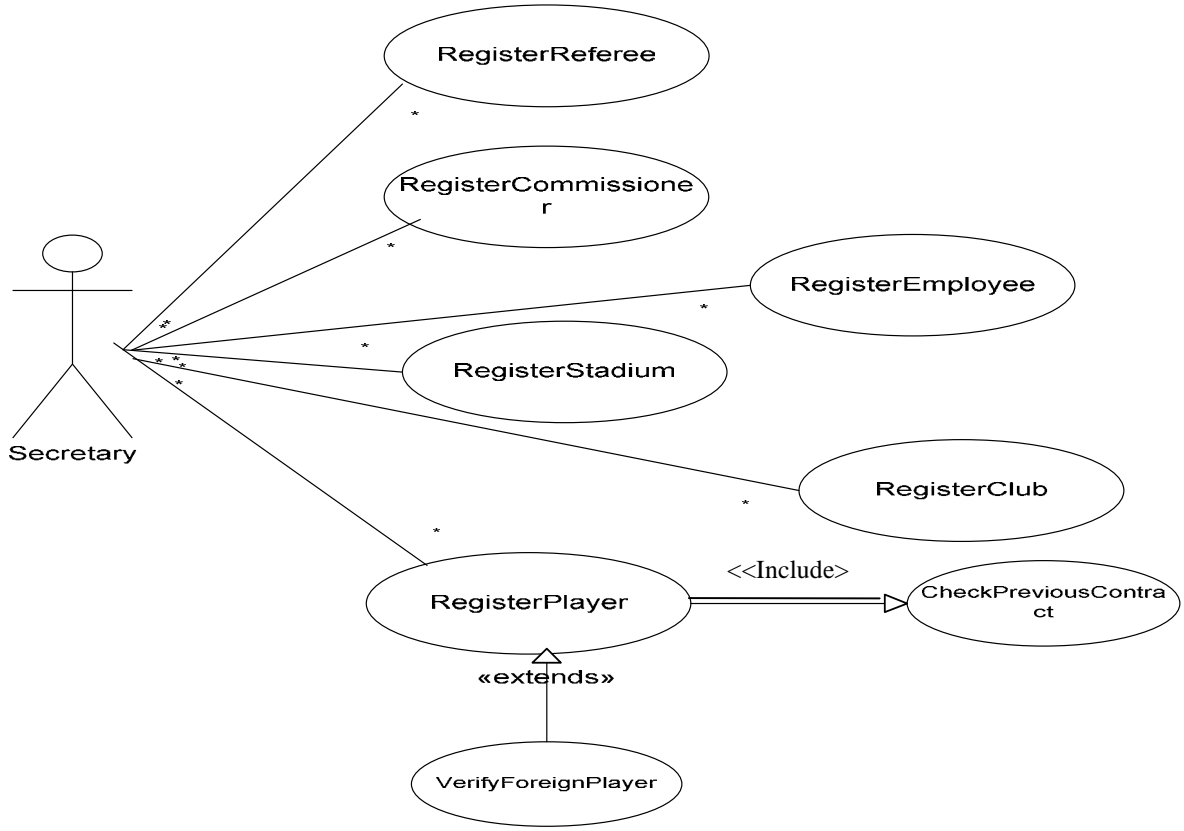 RegisterReferee
*
RegisterCommissione
r
*
RegisterEmployee
*
*
*
*
RegisterStadium
*
*
*
*
*
Secretary
RegisterClub
*
*
<<Include>
RegisterPlayer
CheckPreviousContra
ct
«extends»
VerifyForeignPlayer